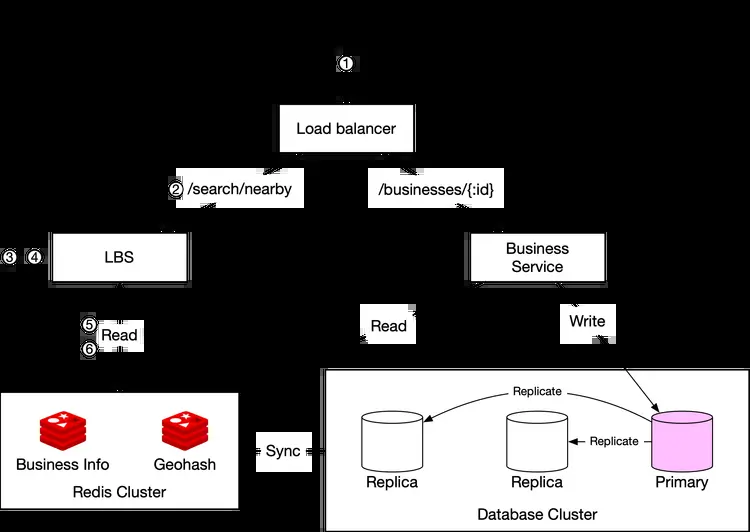 ①
Load balancer
② /search/nearby
/businesses/{:id}
③ ④
LBS
Business
Service
⑤
⑥
Read
Read
Write
Replicate
Replicate
Business Info
Geohash
Redis Cluster
Sync
Replica
Replica
Primary
Database Cluster